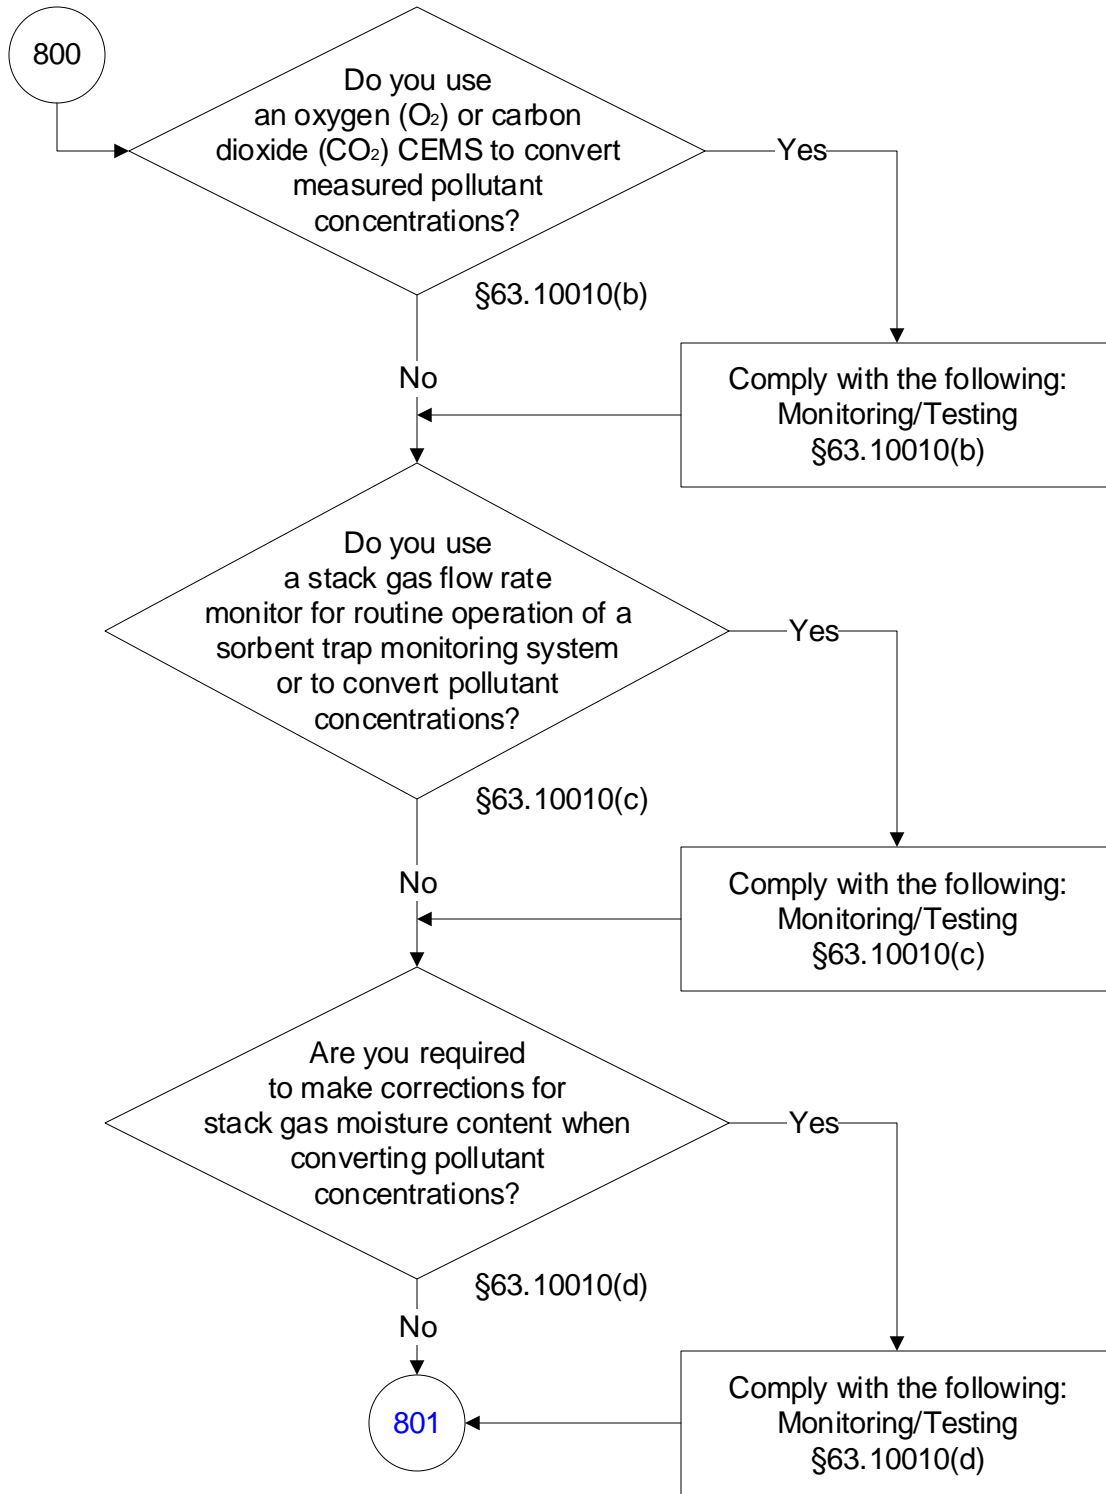 800
Do you use
an oxygen (O₂) or carbon
dioxide (CO₂) CEMS to convert
measured pollutant
concentrations?
Yes
§63.10010(b)
No
Comply with the following:
Monitoring/Testing
§63.10010(b)
Do you use
a stack gas flow rate
monitor for routine operation of a
sorbent trap monitoring system
or to convert pollutant
concentrations?
Yes
§63.10010(c)
No
Comply with the following:
Monitoring/Testing
§63.10010(c)
Are you required
to make corrections for
stack gas moisture content when
converting pollutant
concentrations?
Yes
§63.10010(d)
No
801
Comply with the following:
Monitoring/Testing
§63.10010(d)